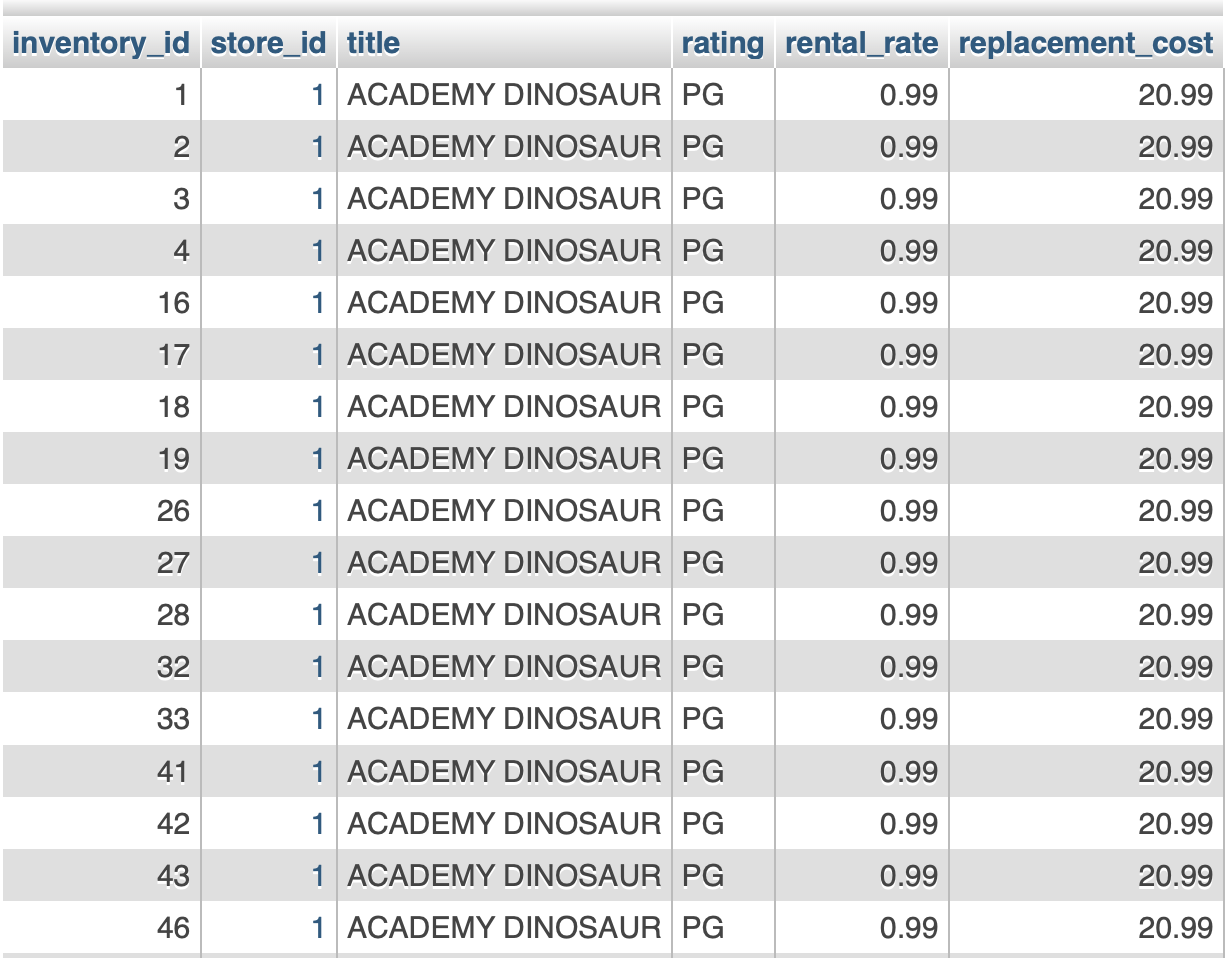 inventory_id store_id title rating rental_rate replacement_cost
1 1 ACADEMY DINOSAUR PG 0.99 20.99
2 1 ACADEMY DINOSAUR PG 0.99 20.99
3 1 ACADEMY DINOSAUR PG 0.99 20.99
4 1 ACADEMY DINOSAUR PG 0.99 20.99
16 1 ACADEMY DINOSAUR PG 0.99 20.99
17 1 ACADEMY DINOSAUR PG 0.99 20.99
18 1 ACADEMY DINOSAUR PG 0.99 20.99
19 1 ACADEMY DINOSAUR PG 0.99 20.99
26 1 ACADEMY DINOSAUR PG 0.99 20.99
27 1 ACADEMY DINOSAUR PG 0.99 20.99
28 1 ACADEMY DINOSAUR PG 0.99 20.99
32 1 ACADEMY DINOSAUR PG 0.99 20.99
33 1 ACADEMY DINOSAUR PG 0.99 20.99
41 1 ACADEMY DINOSAUR PG 0.99 20.99
42 1 ACADEMY DINOSAUR PG 0.99 20.99
43 1 ACADEMY DINOSAUR PG 0.99 20.99
46 1 ACADEMY DINOSAUR PG 0.99 20.99